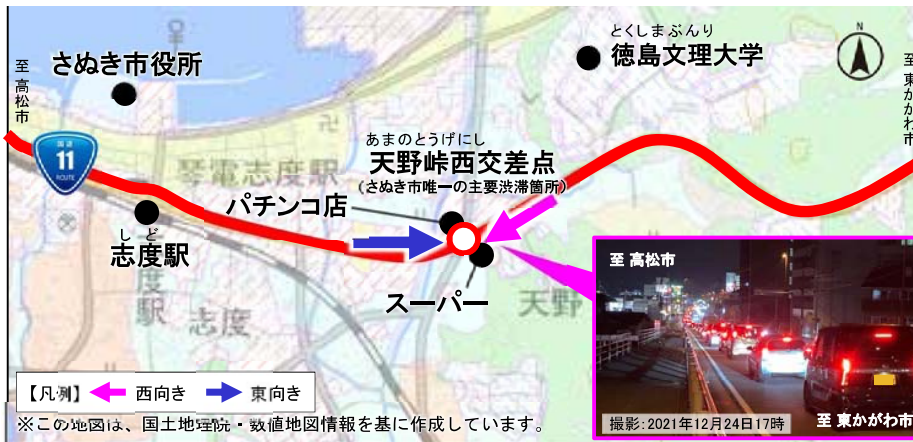 至 高松市
さぬき市役所
とくしまぶんり
徳島文理大学
N
至 東かがわ市
国道
11
ROUTE
琴電志度駅
あまのとうげにし
天野峠西交差点
(さぬき市唯一の主要渋滞箇所)
パチンコ店
しど
志度駅
志度
度
駅
スーパー
天野
至 高松市
【凡例】 西向き 東向き
※この地図は、国土地理院・数値地図情報を基に作成しています。
撮影:2021年12月24日17時
至 東かがわ市